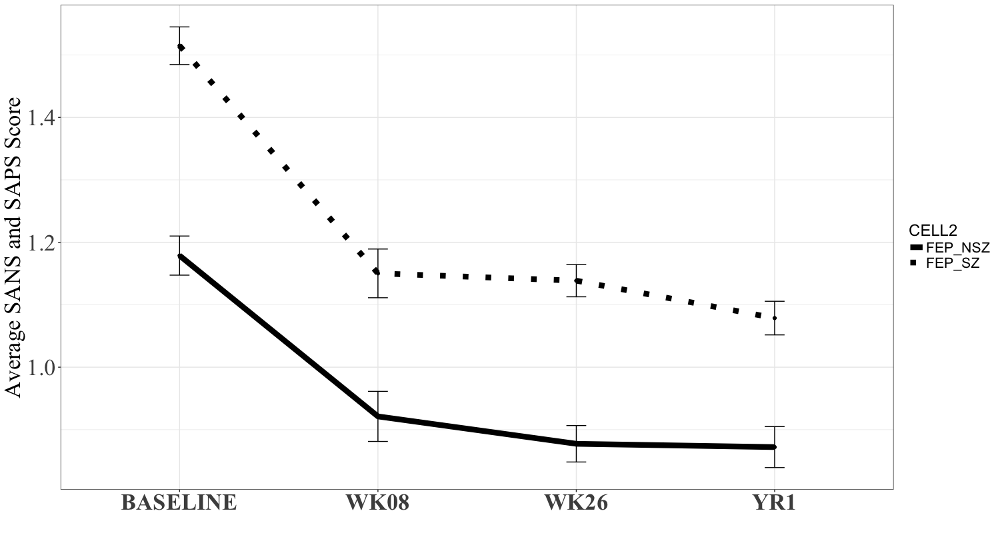 Average SANS and SAPS Score
1.4
1.2
1.0
BASELINE WK08 WK26 YR1
CELL2
FEP_NSZ
FEP_SZ